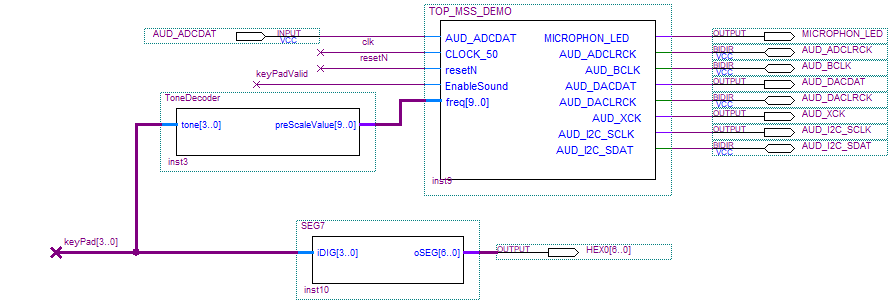 TOP_MSS_DEMO
AUD_ADCDAT INPUT VCC
clk
resetN
keyPadValid
AUD_ADCDAT MICROPHON_LED
CLOCK_50 AUD_ADCLRCK
resetN AUD_BCLK
EnableSound AUD_DACDAT
freq[9..0] AUD_DACLRCK
AUD_XCK
AUD_I2C_SCLK
AUD_I2C_SDAT
inst9
OUTPUT MICROPHON_LED
BIDIR VCC AUD_ADCLRCK
BIDIR VCC AUD_BCLK
OUTPUT AUD_DACDAT
BIDIR VCC AUD_DACLRCK
OUTPUT AUD_XCK
OUTPUT AUD_I2C_SCLK
BIDIR VCC AUD_I2C_SDAT
ToneDecoder
tone[3..0] preScaleValue[9..0]
inst3
keyPad[3..0]
SEG7
iDIG[3..0] oSEG[6..0]
inst10
OUTPUT HEX0[6..0]